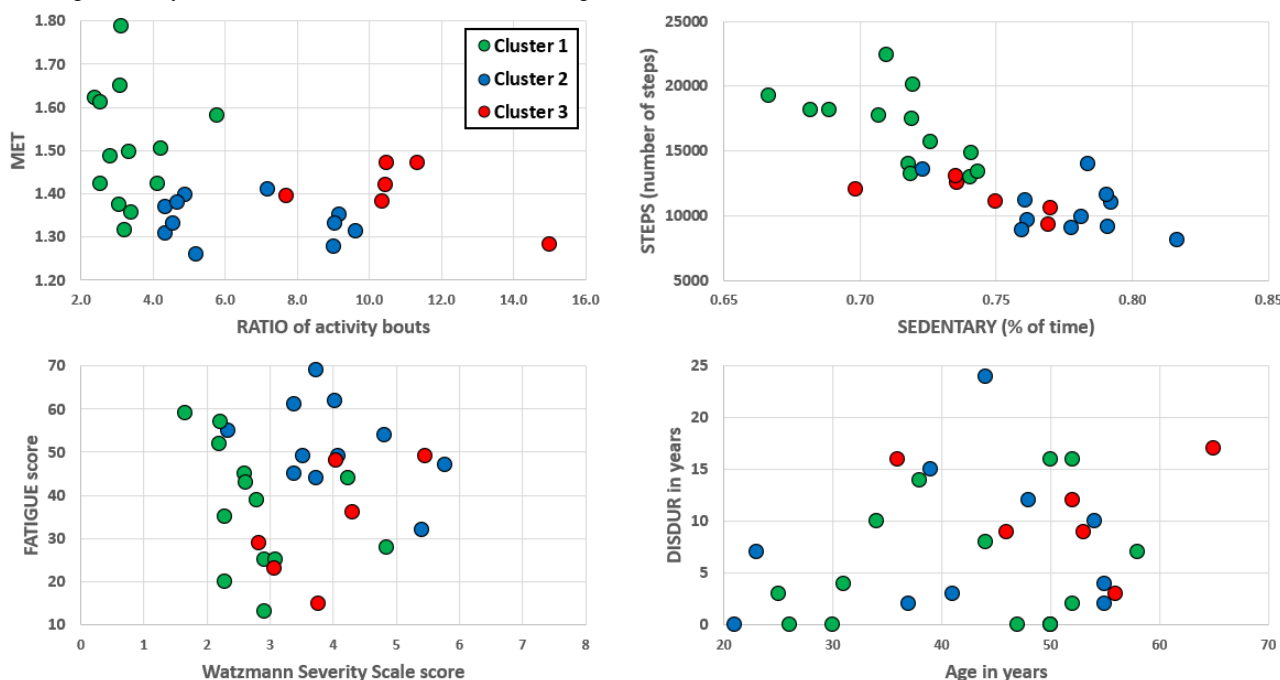 1.80
1.70
1.60
1.50
1.40
1.30
1.20
MET
2.0 4.0 6.0 8.0 10.0 12.0 14.0 16.0
RATIO of activity bouts
Cluster 1
Cluster 2
Cluster 3
25000
20000
15000
10000
5000
STEPS (number of steps)
0.65 0.70 0.75 0.80 0.85
SEDENTARY (% of time)
70
60
50
40
30
20
10
FATIGUE score
0 1 2 3 4 5 6 7 8
Watzmann Severity Scale score
25
20
15
10
5
0
DISDUR in years
20 30 40 50 60 70
Age in years